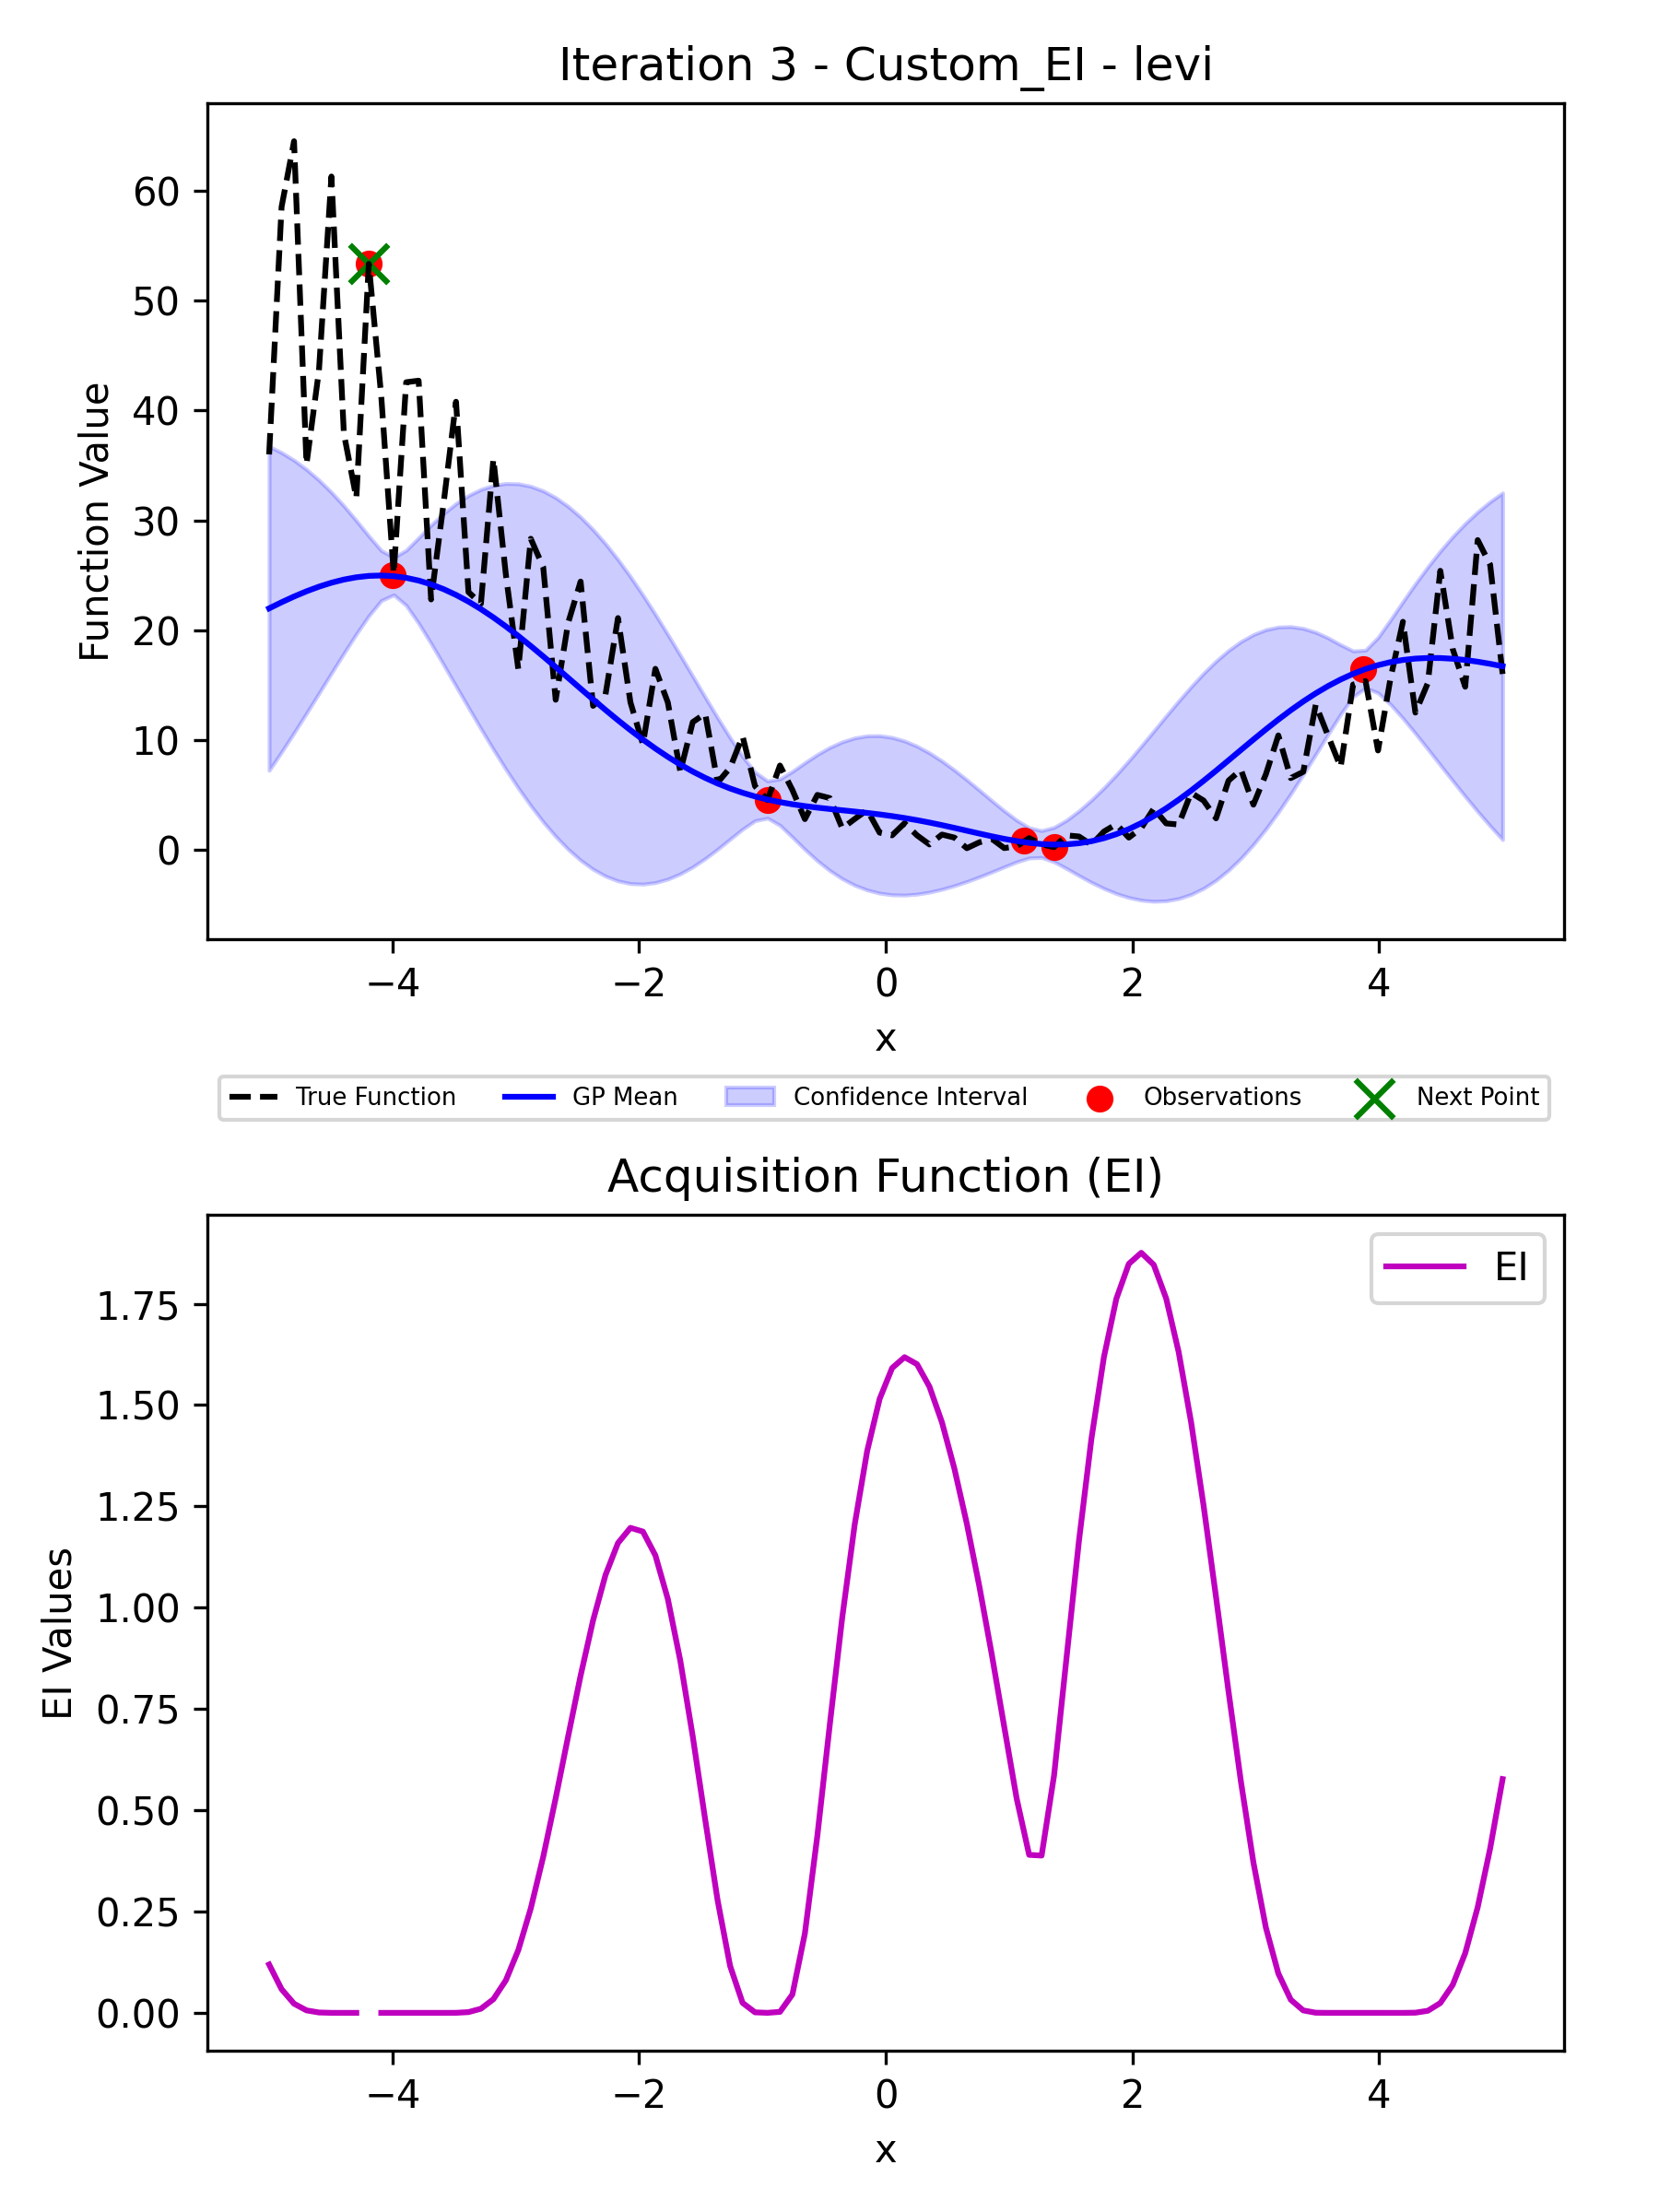 Iteration 3 - Custom_EI - levi
Function Value
60
50
40
30
20
10
0
−4 −2 0 2 4
x
True Function GP Mean Confidence Interval Observations Next Point
Acquisition Function (EI)
EI
EI Values
1.75
1.50
1.25
1.00
0.75
0.50
0.25
0.00
−4 −2 0 2 4
x